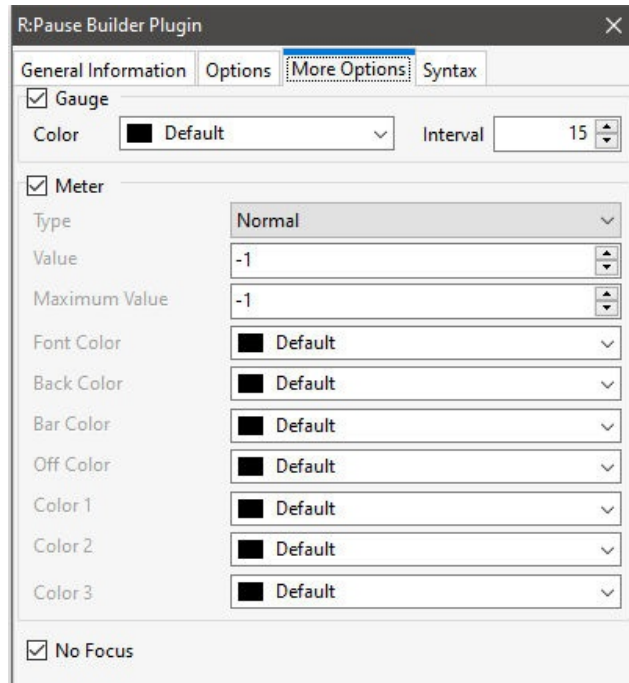 R:Pause Builder Plugin
General Information Options More Options Syntax
Gauge
Color Default Interval 15
Meter
Type Normal
Value -1
Maximum Value -1
Font Color Default
Back Color Default
Bar Color Default
Off Color Default
Color 1 Default
Color 2 Default
Color 3 Default
No Focus